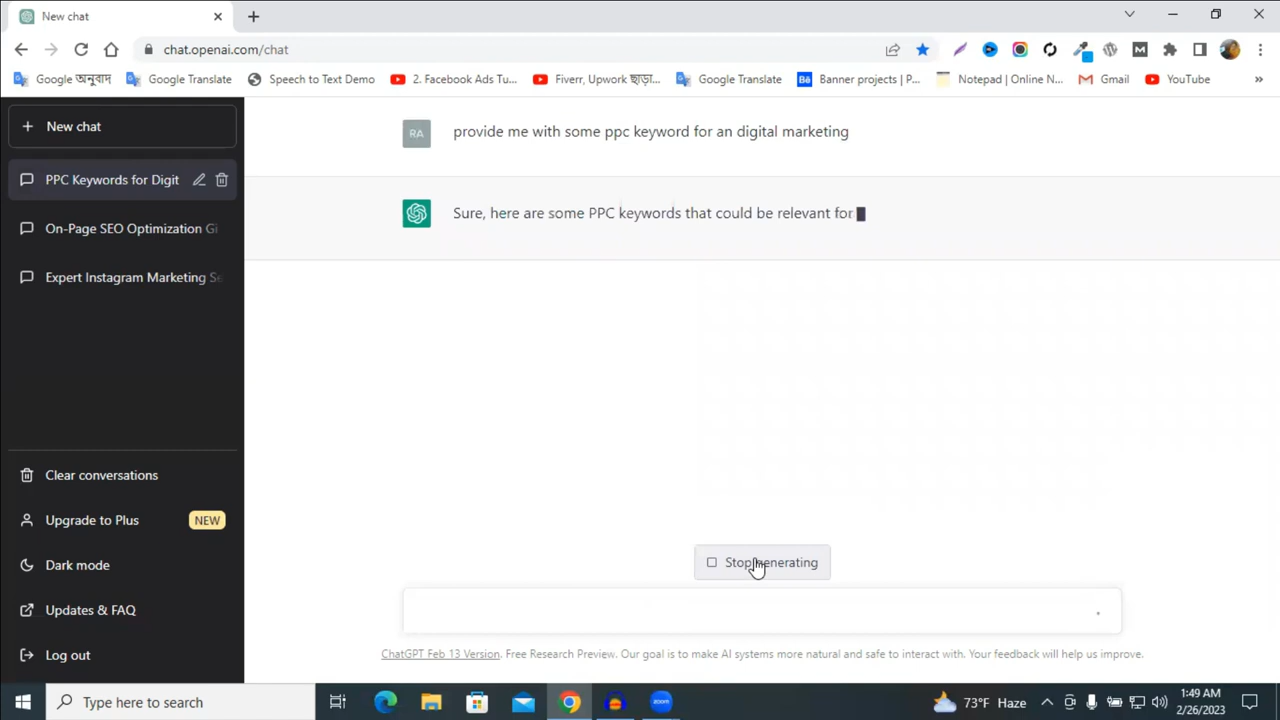 New chat
chat.openai.com/chat
Google অনুবাদ
Google Translate
Speech to Text Demo
2. Facebook Ads Tu...
Fiverr, Upwork ছাড়া...
Google Translate
Banner projects | P...
Notepad | Online N...
Gmail
YouTube
New chat
PPC Keywords for Digit
On-Page SEO Optimization Gi
Expert Instagram Marketing Se
Clear conversations
Upgrade to Plus NEW
Dark mode
Updates & FAQ
Log out
RA provide me with some ppc keyword for an digital marketing
Sure, here are some PPC keywords that could be relevant for
Stop generating
ChatGPT Feb 13 Version. Free Research Preview. Our goal is to make AI systems more natural and safe to interact with. Your feedback will help us improve.
Type here to search
zoom
73°F Haze
1:49 AM
2/26/2023